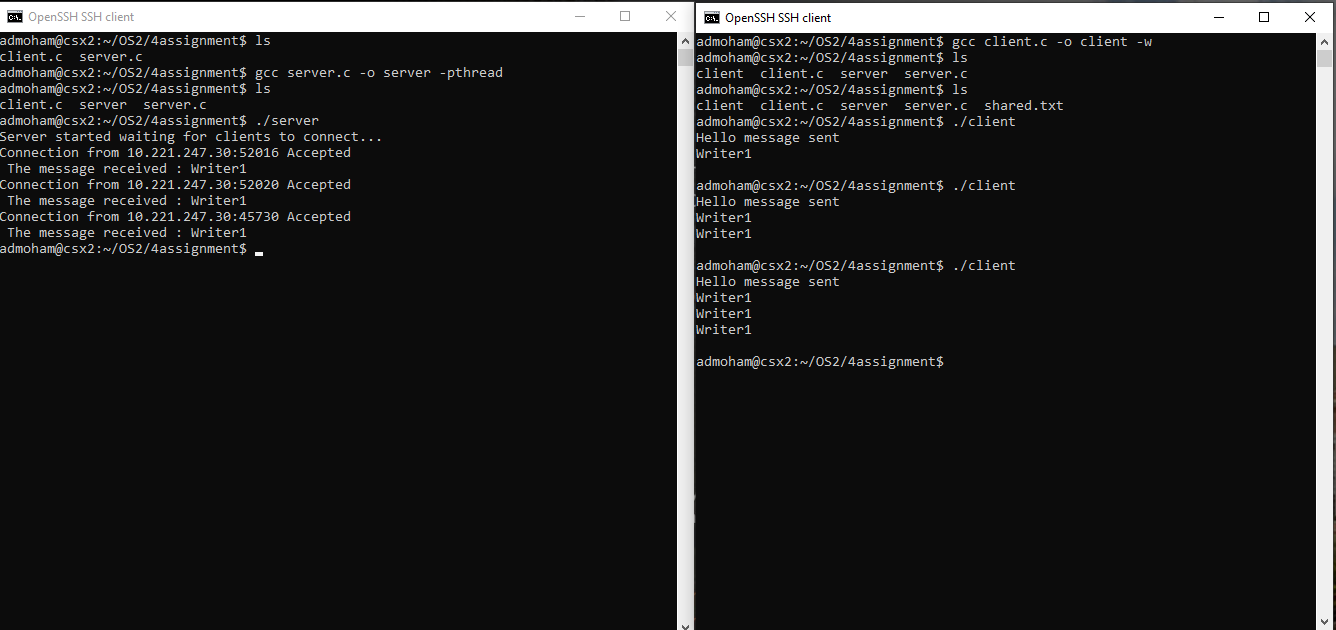 OpenSSH SSH client
admoham@csx2:~/OS2/4assignment$ ls
client.c  server.c
admoham@csx2:~/OS2/4assignment$ gcc server.c -o server -pthread
admoham@csx2:~/OS2/4assignment$ ls
client.c  server  server.c
admoham@csx2:~/OS2/4assignment$ ./server
Server started waiting for clients to connect...
Connection from 10.221.247.30:52016 Accepted
 The message received : Writer1
Connection from 10.221.247.30:52020 Accepted
 The message received : Writer1
Connection from 10.221.247.30:45730 Accepted
 The message received : Writer1
admoham@csx2:~/OS2/4assignment$
OpenSSH SSH client
admoham@csx2:~/OS2/4assignment$ gcc client.c -o client -w
admoham@csx2:~/OS2/4assignment$ ls
client  client.c  server  server.c
admoham@csx2:~/OS2/4assignment$ ls
client  client.c  server  server.c  shared.txt
admoham@csx2:~/OS2/4assignment$ ./client
Hello message sent
Writer1
admoham@csx2:~/OS2/4assignment$ ./client
Hello message sent
Writer1
Writer1
admoham@csx2:~/OS2/4assignment$ ./client
Hello message sent
Writer1
Writer1
Writer1
admoham@csx2:~/OS2/4assignment$